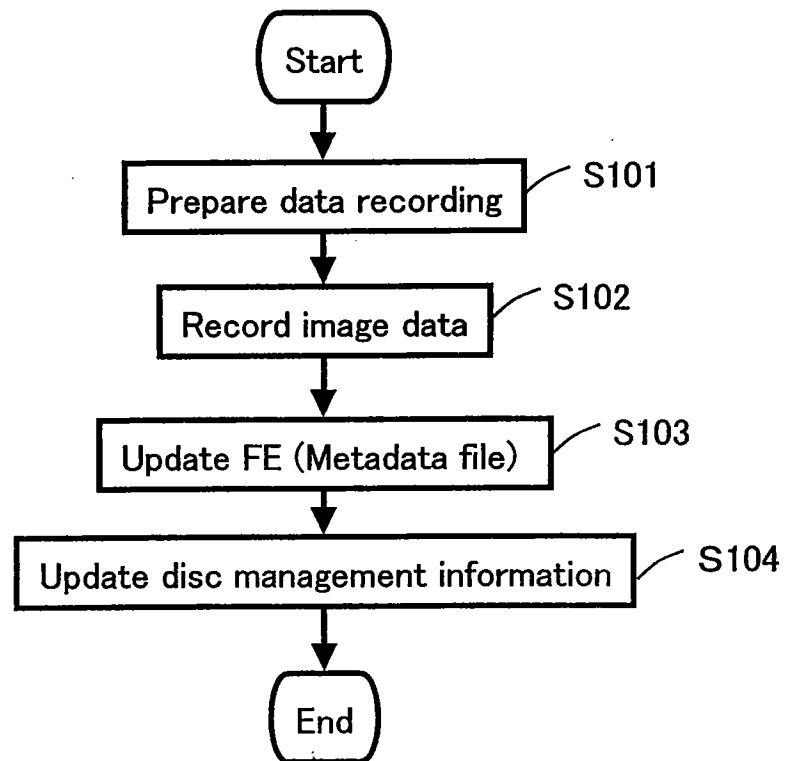 Start
Prepare data recording
S101
Record image data
S102
Update FE (Metadata file)
S103
Update disc management information
S104
End